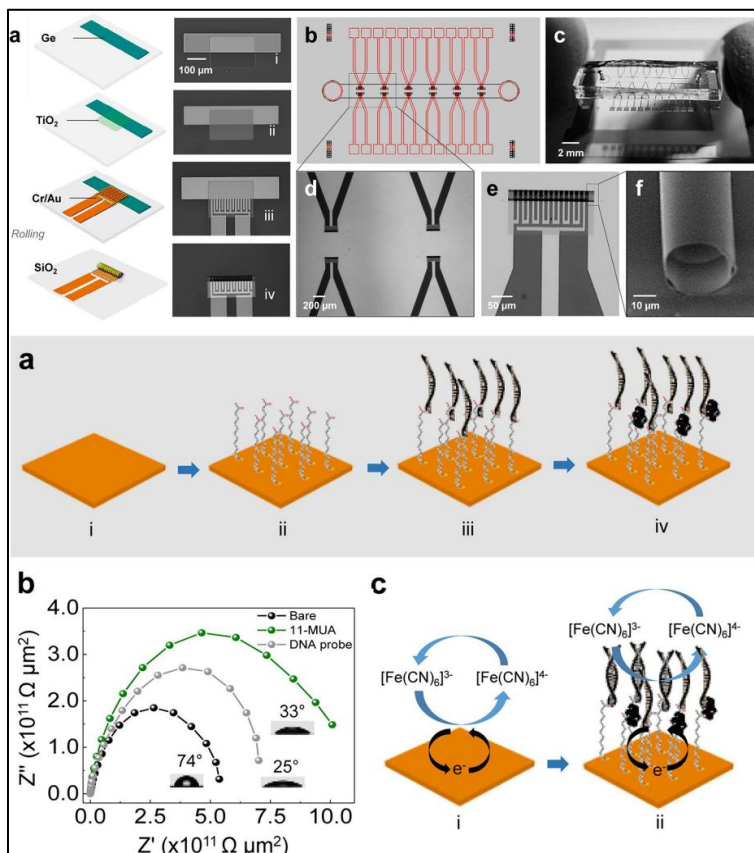 a
Ge
TiO₂
Cr/Au
Rolling
SiO₂
100 µm
i
ii
iii
iv
b
c
2 mm
d
200 µm
e
50 µm
f
10 µm
a
i
ii
iii
iv
b
4.0
3.0
2.0
1.0
0.0
Z" (x10¹¹ Ω µm²)
Bare
11-MUA
DNA probe
33°
74°
25°
0.0 2.5 5.0 7.5 10.0
Z' (x10¹¹ Ω µm²)
c
[Fe(CN)₆]³⁻ [Fe(CN)₆]⁴⁻
e⁻
i
[Fe(CN)₆]³⁻ [Fe(CN)₆]⁴⁻
e⁻
ii